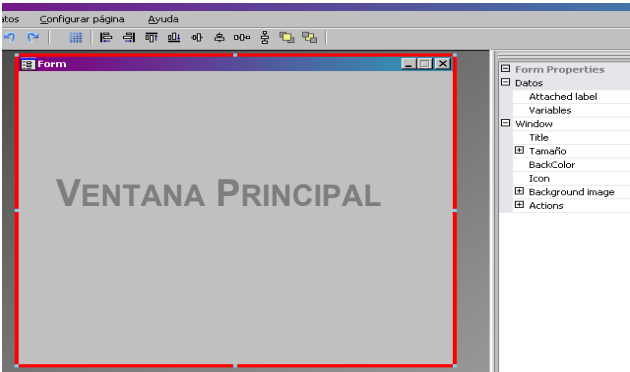 atos Configurar página Ayuda
Form
VENTANA PRINCIPAL
Form Properties
Datos
Attached label
Variables
Window
Title
Tamaño
BackColor
Icon
Background image
Actions